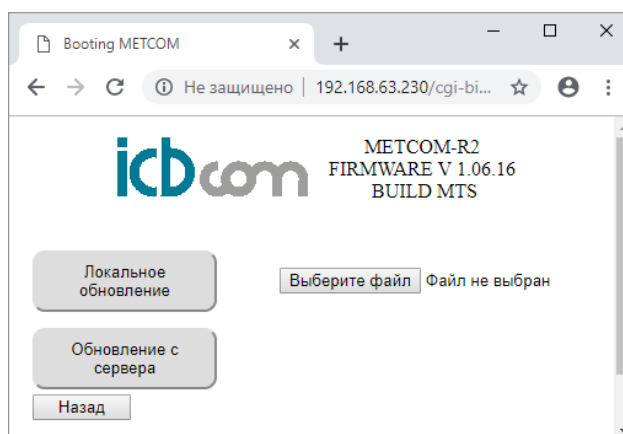 Booting METCOM
Не защищено | 192.168.63.230/cgi-bi...
icbcom
METCOM-R2
FIRMWARE V 1.06.16
BUILD MTS
Локальное
обновление
Выберите файл Файл не выбран
Обновление с
сервера
Назад